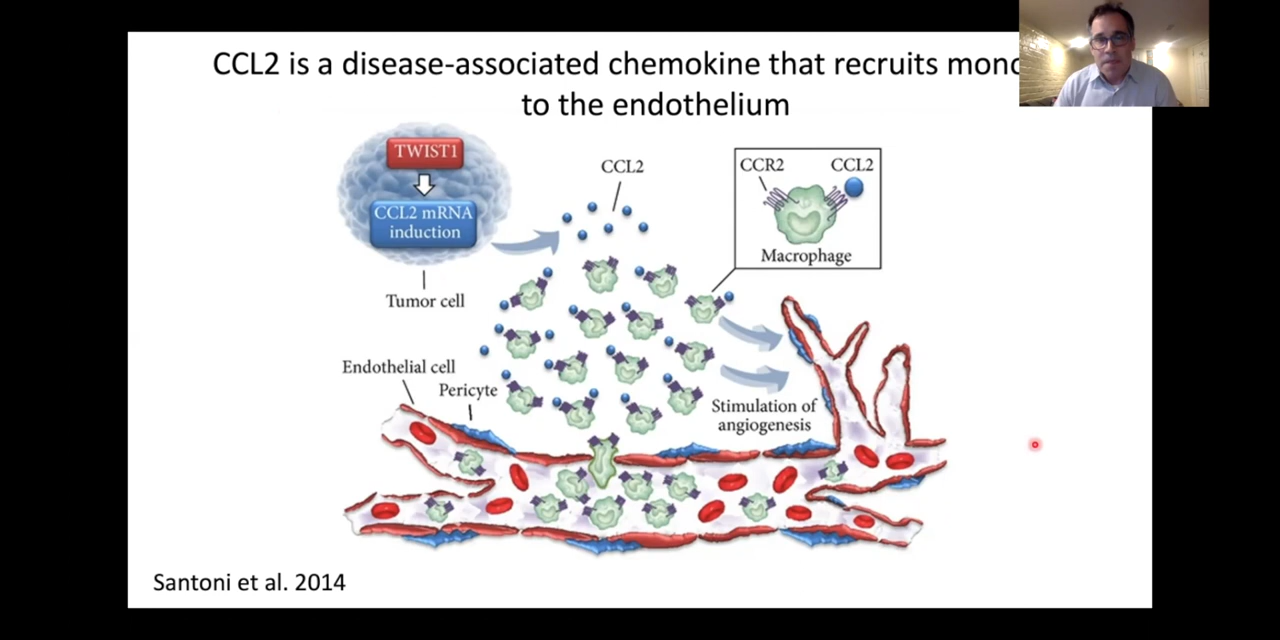 CCL2 is a disease-associated chemokine that recruits
to the endothelium
TWIST1
CCL2 mRNA
induction
Tumor cell
CCL2
CCR2
CCL2
Macrophage
Endothelial cell
Pericyte
Stimulation of
angiogenesis
Santoni et al. 2014